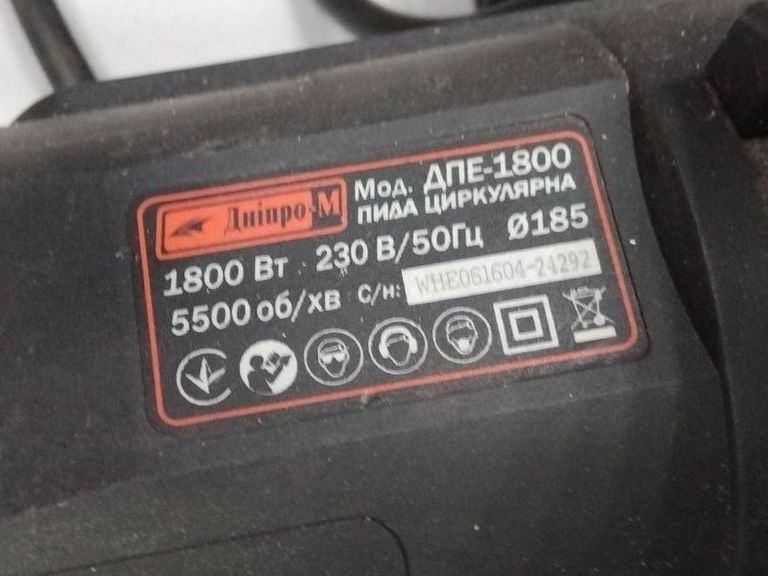 Дніпро-М
Мод. ДПЕ-1800
ПИЛА ЦИРКУЛЯРНА
1800 Вт 230 В/50Гц Ø185
5500 об/хв С/н: WHE061604-24292